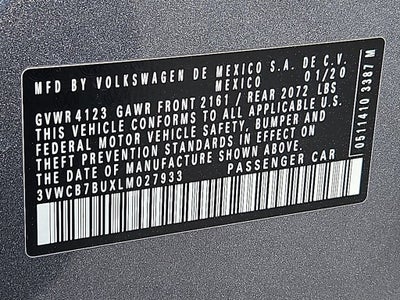 MFD BY VOLKSWAGEN DE MEXICO S.A. DE C.V.
MEXICO 01/20
GVWR 4123 GAWR FRONT 2161 / REAR 2072 LBS
THIS VEHICLE CONFORMS TO ALL APPLICABLE U.S.
FEDERAL MOTOR VEHICLE SAFETY, BUMPER AND
THEFT PREVENTION STANDARDS IN EFFECT ON THE
DATE OF MANUFACTURE SHOWN ABOVE.
3VWCB7BUXLM027933 PASSENGER CAR
0511410 3387 M